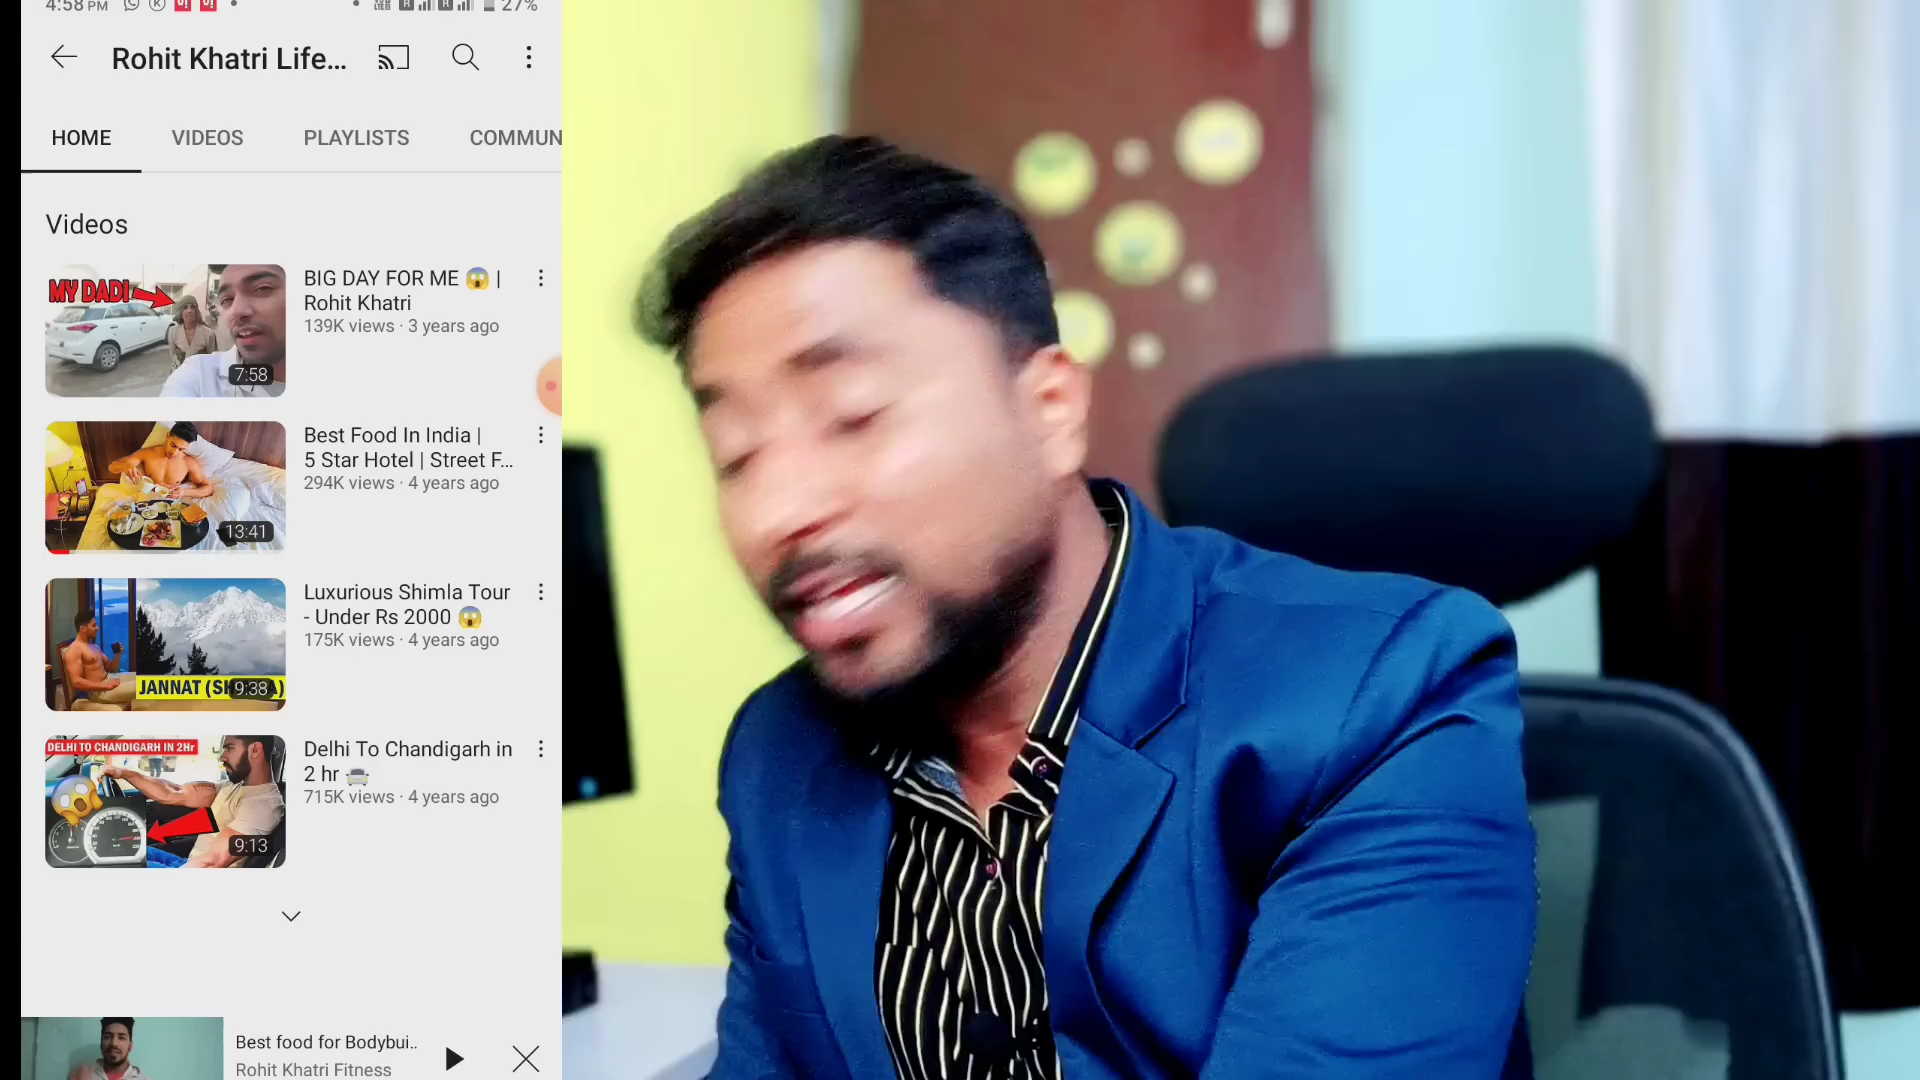 4:58 PM
27%
Rohit Khatri Life...
HOME
VIDEOS
PLAYLISTS
COMMUN
Videos
MY DADI
7:58
BIG DAY FOR ME 😱 |
Rohit Khatri
139K views · 3 years ago
13:41
Best Food In India |
5 Star Hotel | Street F...
294K views · 4 years ago
JANNAT
9:38
Luxurious Shimla Tour
- Under Rs 2000 😱
175K views · 4 years ago
DELHI TO CHANDIGARH IN 2Hr
9:13
Delhi To Chandigarh in
2 hr 🚘
715K views · 4 years ago
Best food for Bodybui..
Rohit Khatri Fitness